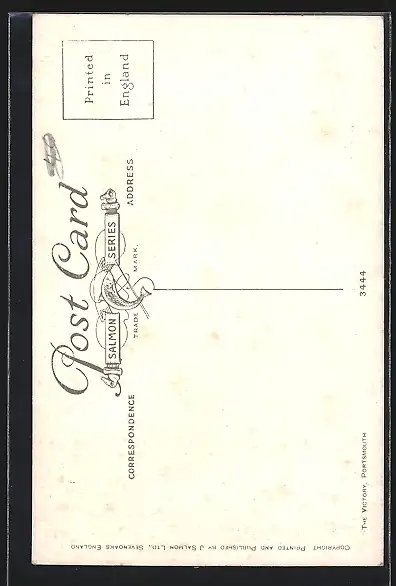 Post Card
Printed
in
England
SALMON SERIES
TRADE MARK.
CORRESPONDENCE
ADDRESS
3444
"THE VICTORY, PORTSMOUTH
COPYRIGHT PRINTED AND PUBLISHED BY J SALMON LTD., SEVENOAKS ENGLAND